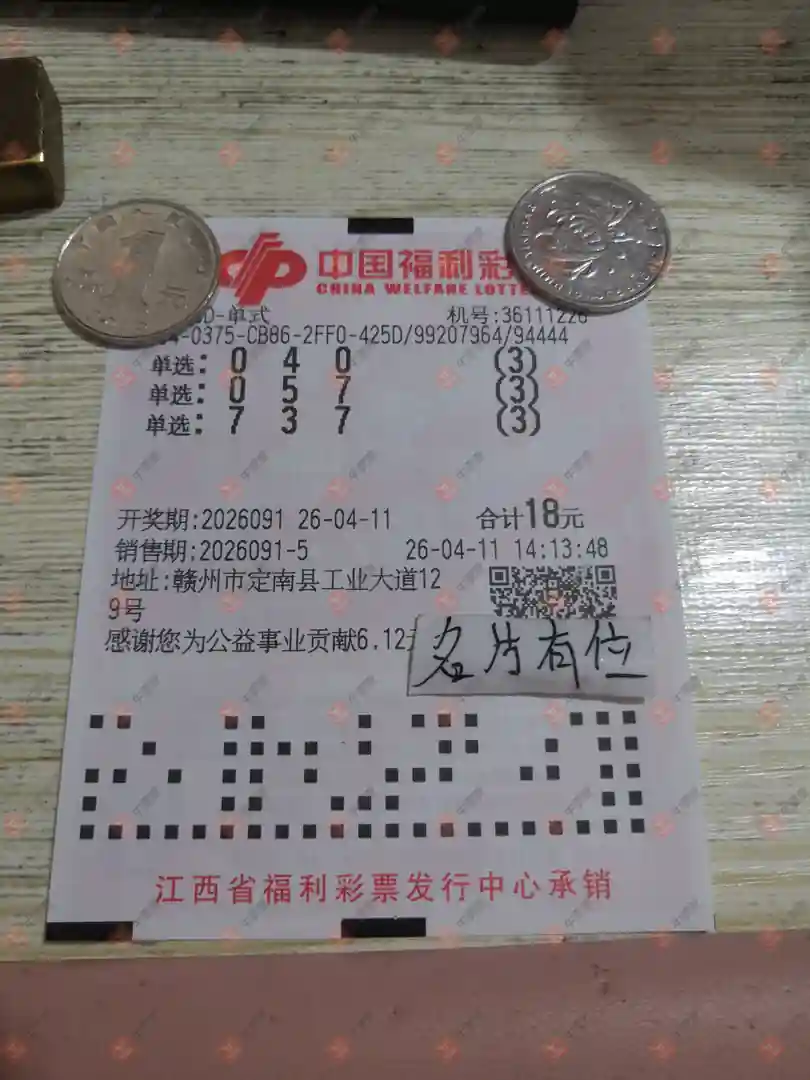 中国福利彩
CHINA WELFARE LOTTE
D-单式 机号:36111226
4-0375-CB86-2FF0-425D/99207964/94444
单选: 0 4 0 (3)
单选: 0 5 7 (3)
单选: 7 3 7 (3)
开奖期:2026091 26-04-11 合计18元
销售期:2026091-5 26-04-11 14:13:48
地址:赣州市定南县工业大道12
9号
感谢您为公益事业贡献6.12
名片有位
江西省福利彩票发行中心承销